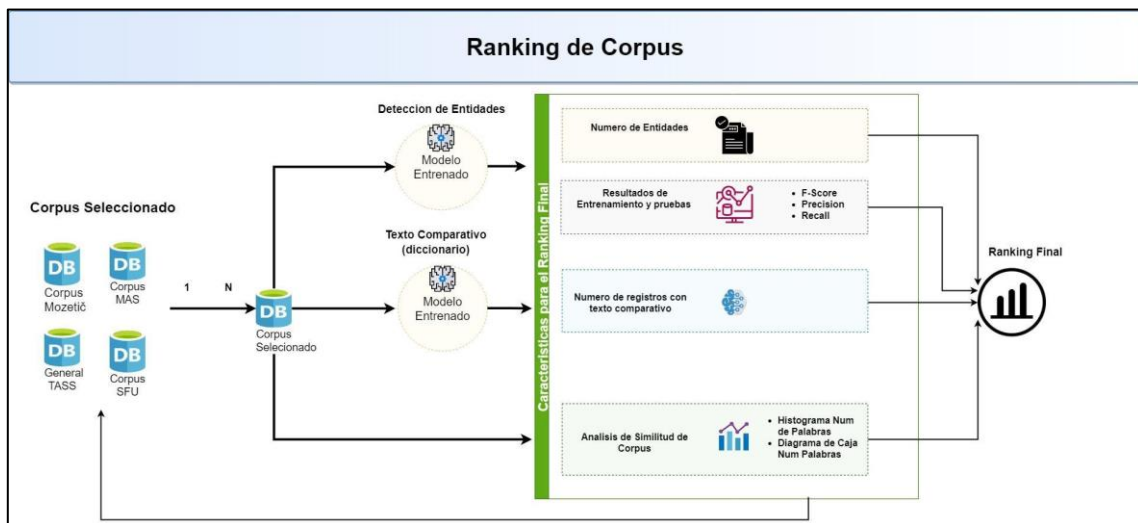 Ranking de Corpus
Deteccion de Entidades
Modelo
Entrenado
Corpus Seleccionado
DB
Corpus
Mozetič
DB
Corpus
MAS
DB
General
TASS
DB
Corpus
SFU
1 N
DB
Corpus
Selecionado
Texto Comparativo
(diccionario)
Modelo
Entrenado
Caracteristicas para el Ranking Final
Numero de Entidades
Resultados de
Entrenamiento y pruebas
F-Score
Precision
Recall
Numero de registros con
texto comparativo
Analisis de Similitud de
Corpus
Histograma Num
de Palabras
Diagrama de Caja
Num Palabras
Ranking Final